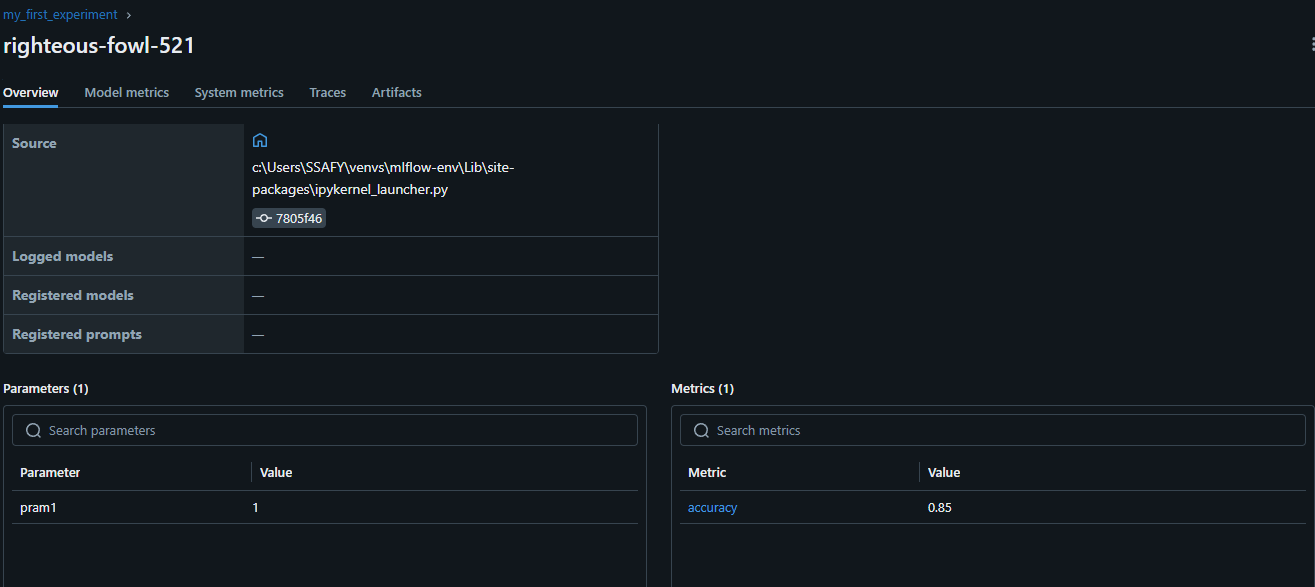 my_first_experiment >
righteous-fowl-521
Overview Model metrics System metrics Traces Artifacts
Source
c:\Users\SSAFY\venvs\mlflow-env\Lib\site-
packages\ipykernel_launcher.py
7805f46
Logged models —
Registered models —
Registered prompts —
Parameters (1)
Search parameters
Parameter Value
pram1 1
Metrics (1)
Search metrics
Metric Value
accuracy 0.85